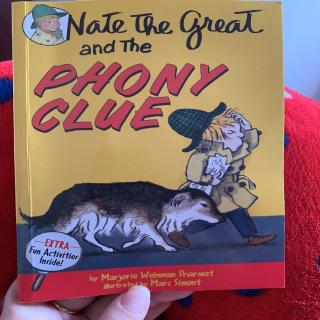 Nate the Great
and The
PHONY
CLUE
EXTRA
Fun Activities
Inside!
by Marjorie Weinman Sharmat
illustrated by Marc Simont